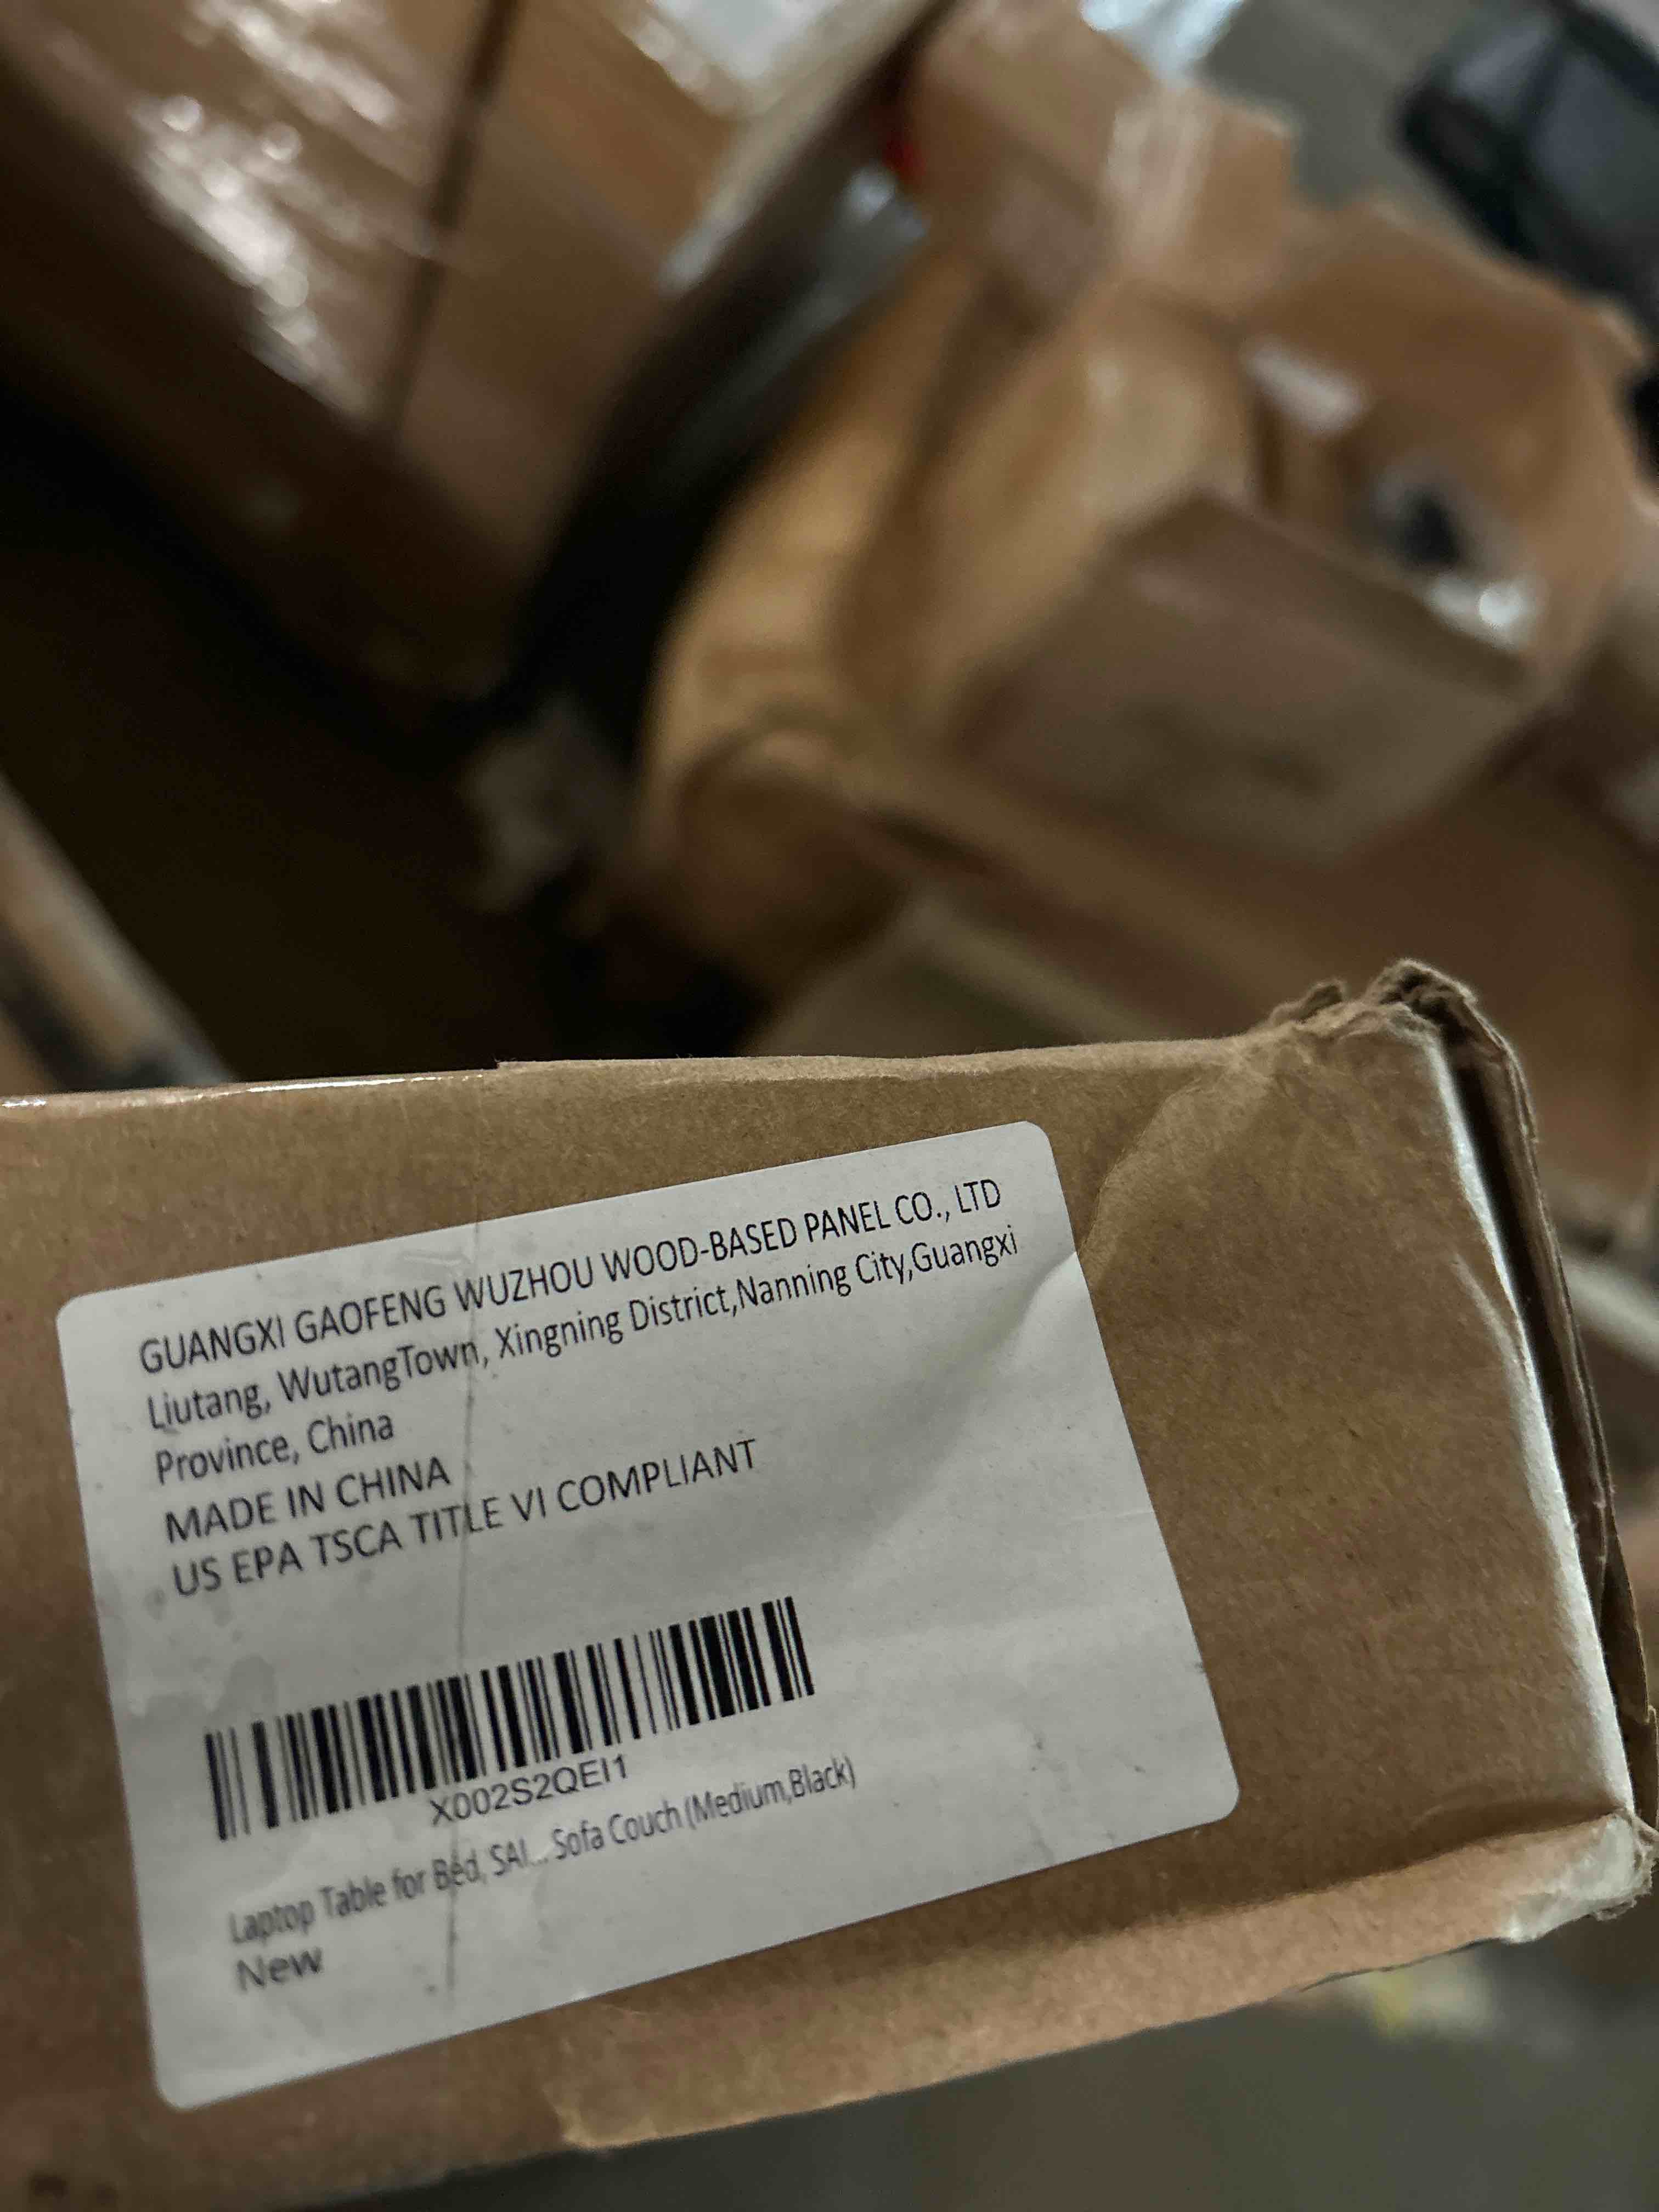 GUANGXI GAOFENG WUZHOU WOOD-BASED PANEL CO., LTD
Liutang, WutangTown, Xingning District,Nanning City,Guangxi
Province, China
MADE IN CHINA
US EPA TSCA TITLE VI COMPLIANT
X002S2QEI1
Laptop Table for Bed, SAI... Sofa Couch (Medium,Black)
New